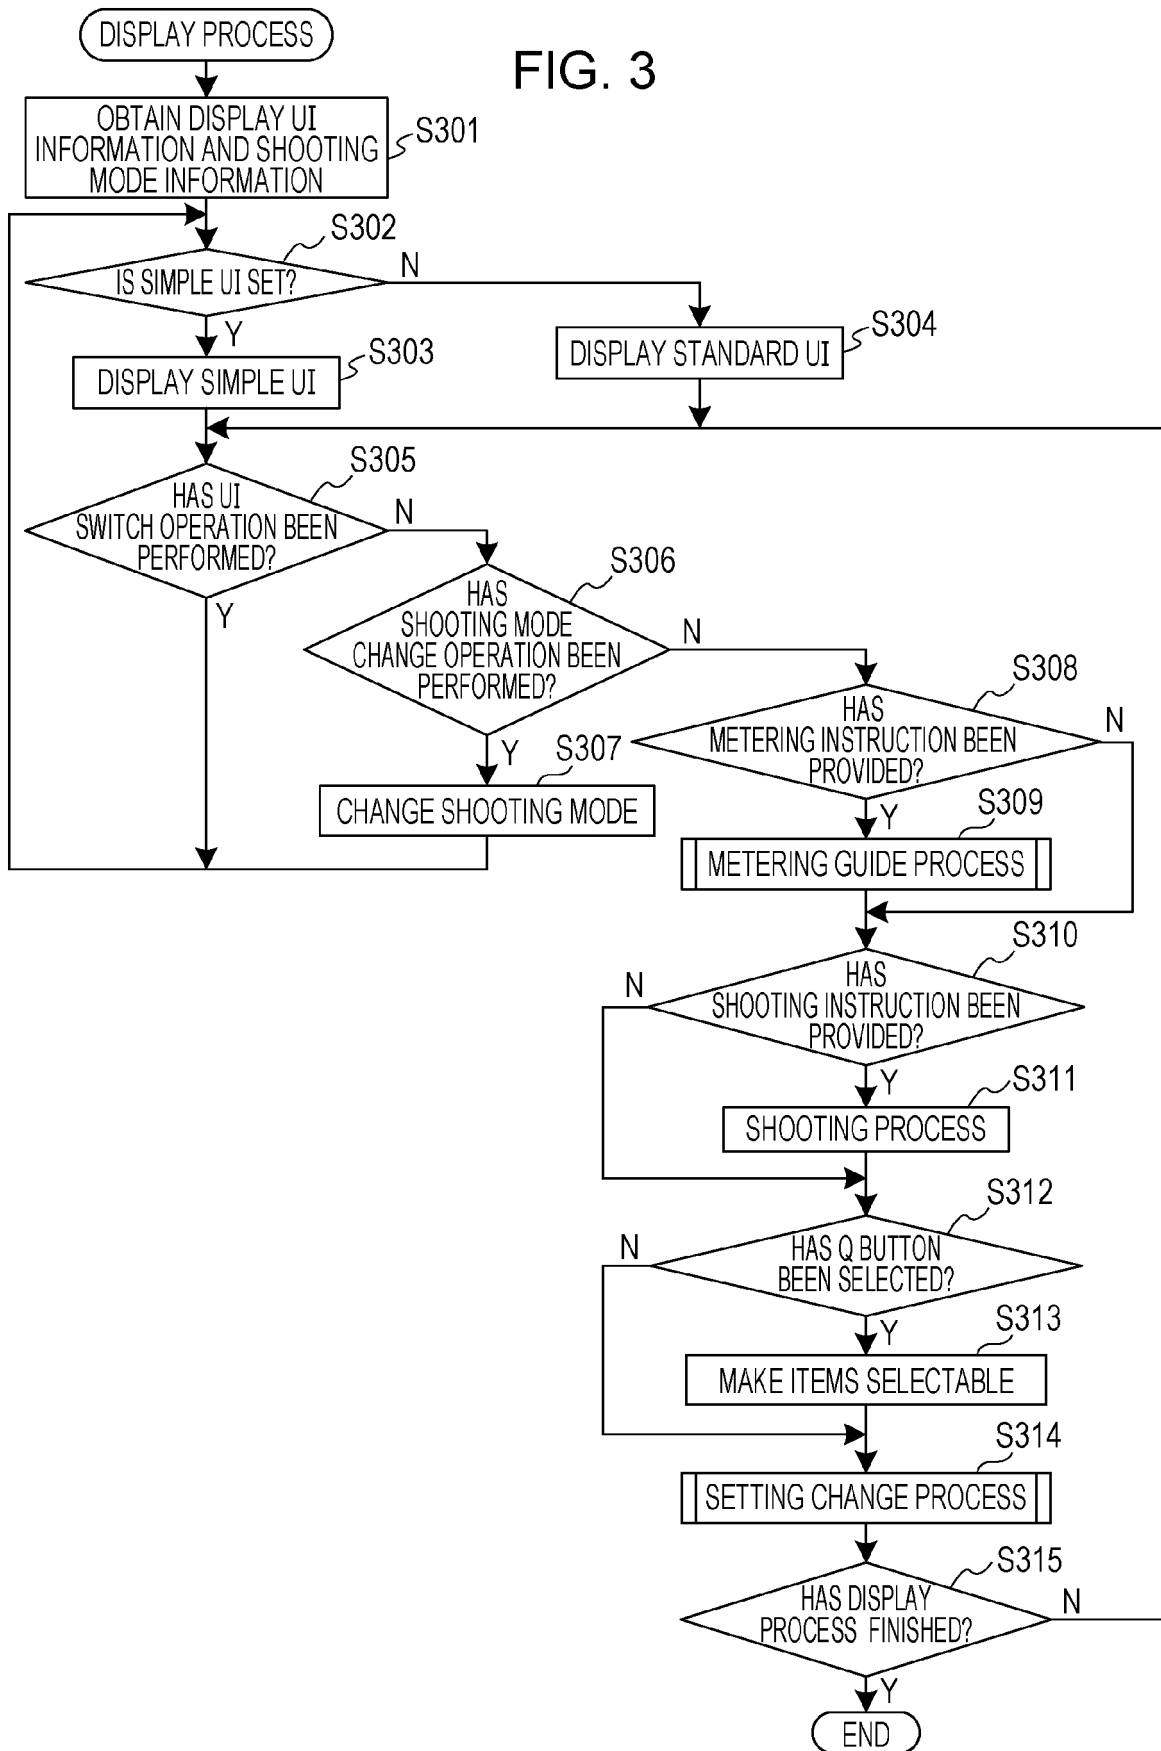 DISPLAY PROCESS
FIG. 3
OBTAIN DISPLAY UI
INFORMATION AND SHOOTING
MODE INFORMATION
S301
S302
IS SIMPLE UI SET?
N
Y
S303
DISPLAY SIMPLE UI
S304
DISPLAY STANDARD UI
S305
HAS UI
SWITCH OPERATION BEEN
PERFORMED?
N
Y
S306
HAS
SHOOTING MODE
CHANGE OPERATION BEEN
PERFORMED?
N
Y
S307
CHANGE SHOOTING MODE
S308
HAS
METERING INSTRUCTION BEEN
PROVIDED?
N
Y
S309
METERING GUIDE PROCESS
S310
HAS
SHOOTING INSTRUCTION BEEN
PROVIDED?
N
Y
S311
SHOOTING PROCESS
S312
HAS Q BUTTON
BEEN SELECTED?
N
Y
S313
MAKE ITEMS SELECTABLE
S314
SETTING CHANGE PROCESS
S315
HAS DISPLAY
PROCESS FINISHED?
N
Y
END